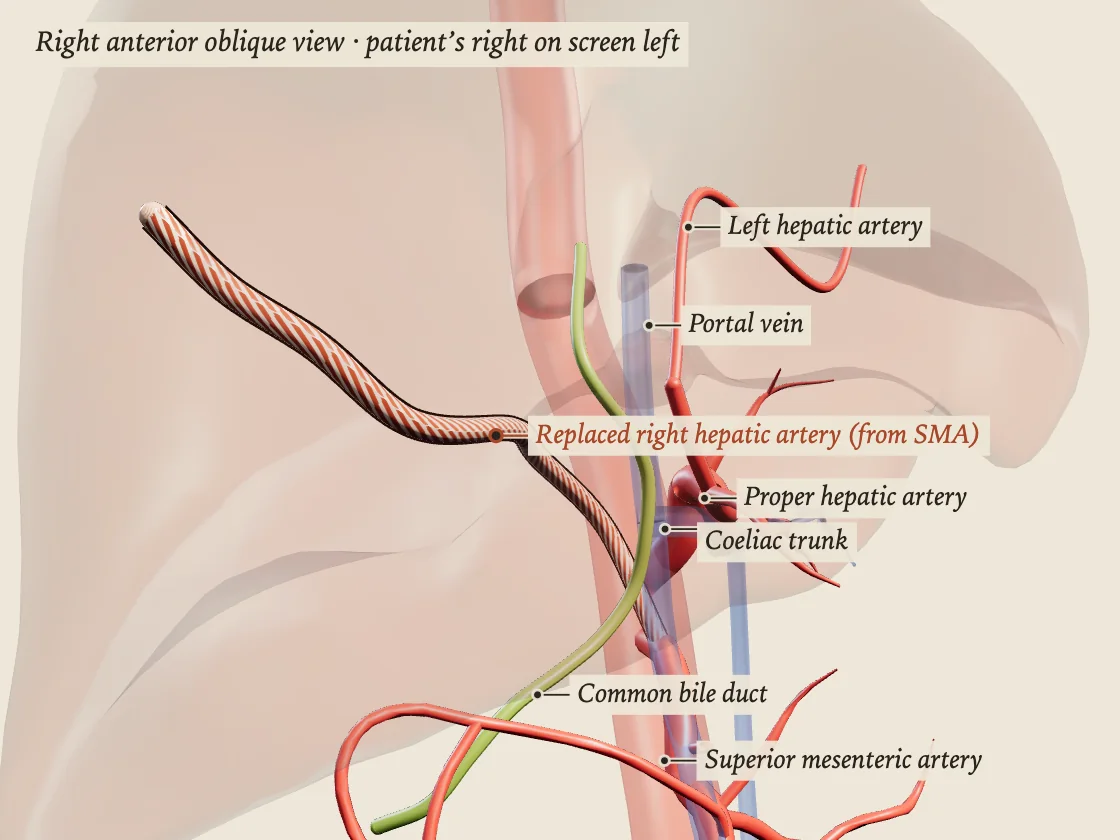 Right anterior oblique view · patient’s right on screen left
Left hepatic artery
Portal vein
Replaced right hepatic artery (from SMA)
Proper hepatic artery
Coeliac trunk
Common bile duct
Superior mesenteric artery